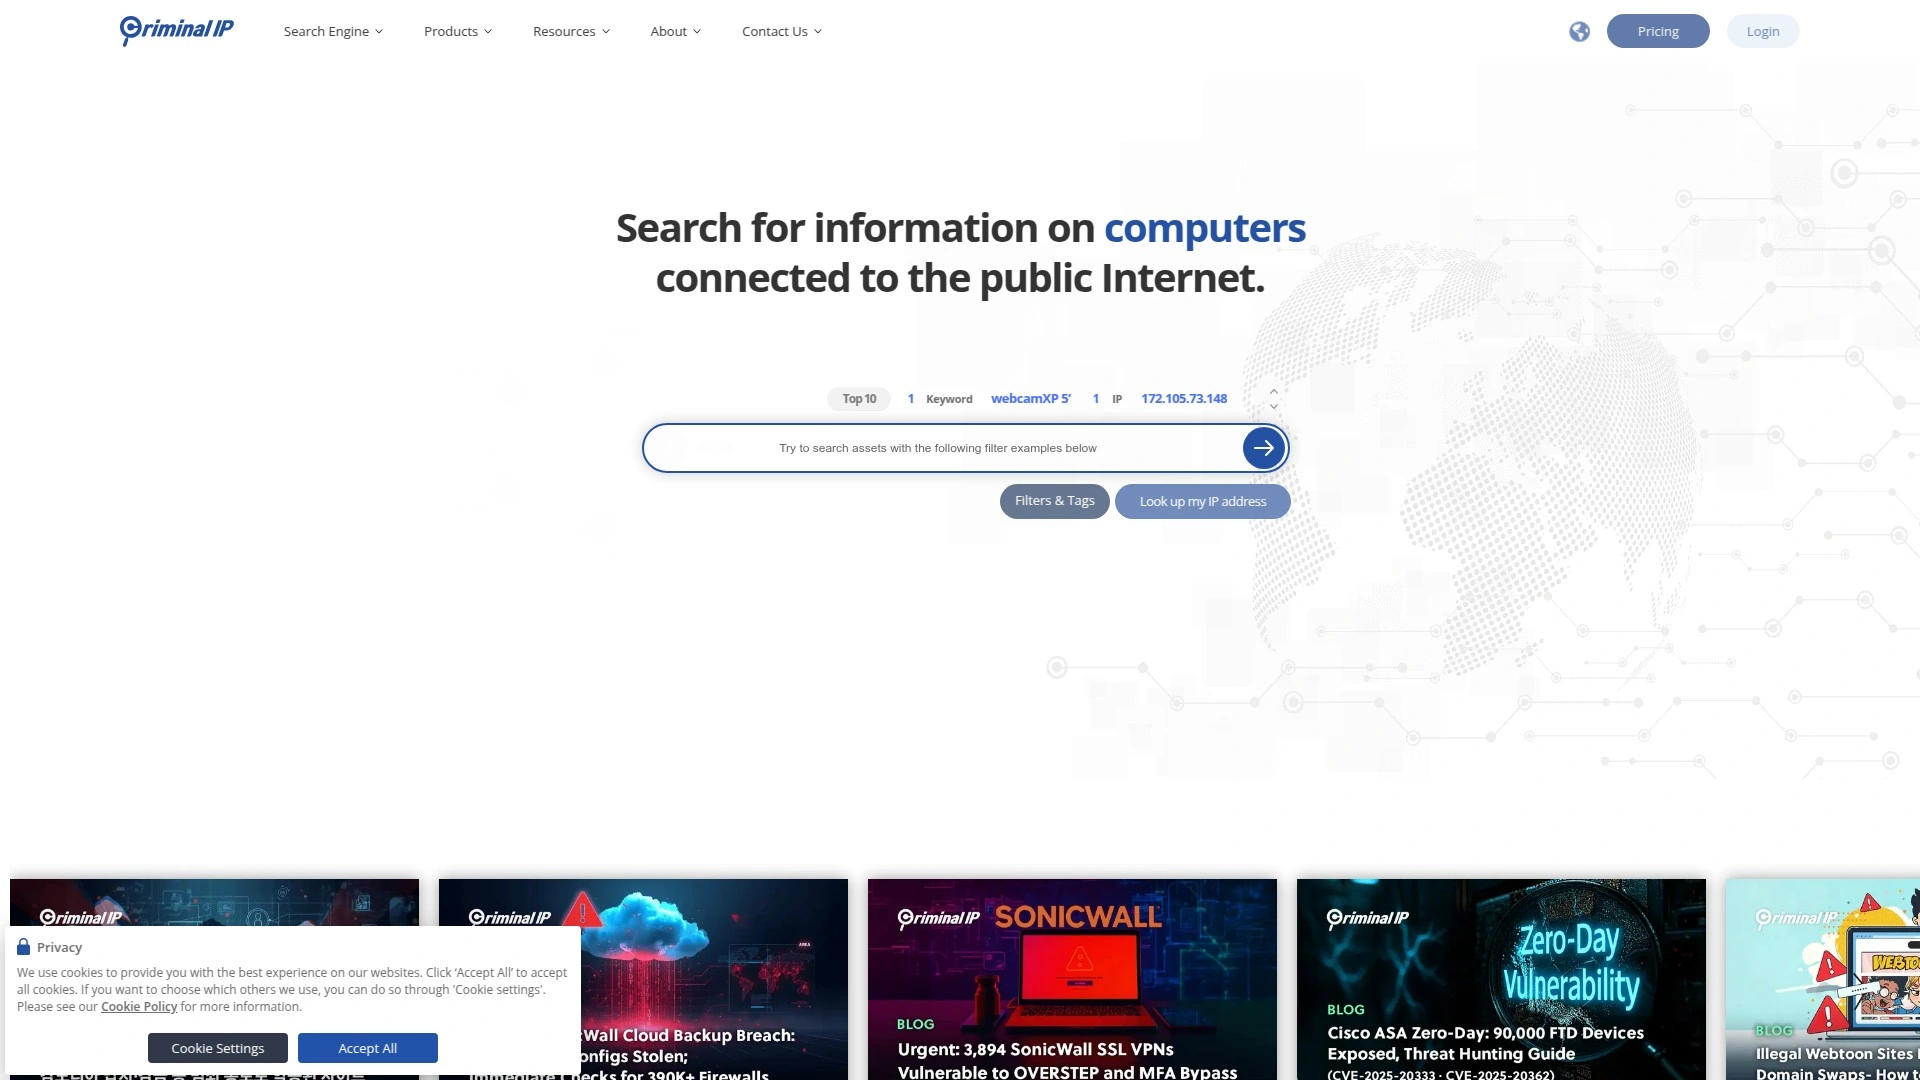 Criminal IP
Search Engine
Products
Resources
About
Contact Us
Pricing
Login
Search for information on computers
connected to the public Internet.
Top 10
1 Keyword webcamXP 5' 1 IP 172.105.73.148
Try to search assets with the following filter examples below
Filters & Tags
Look up my IP address
Criminal IP
Privacy
We use cookies to provide you with the best experience on our websites. Click ‘Accept All’ to accept
all cookies. If you want to choose which others we use, you can do so through 'Cookie settings'.
Please see our Cookie Policy for more information.
Cookie Settings
Accept All
Criminal IP
Wall Cloud Backup Breach:
onfigs Stolen;
Immediate Checks for 390K+ Firewalls
Criminal IP
SONICWALL
BLOG
Urgent: 3,894 SonicWall SSL VPNs
Vulnerable to OVERSTEP and MFA Bypass
Criminal IP
Zero-Day
Vulnerability
BLOG
Cisco ASA Zero-Day: 90,000 FTD Devices
Exposed, Threat Hunting Guide
(CVE-2025-20333 · CVE-2025-20362)
Criminal IP
WEBTO
BLOG
Illegal Webtoon Sites
Domain Swaps- How t